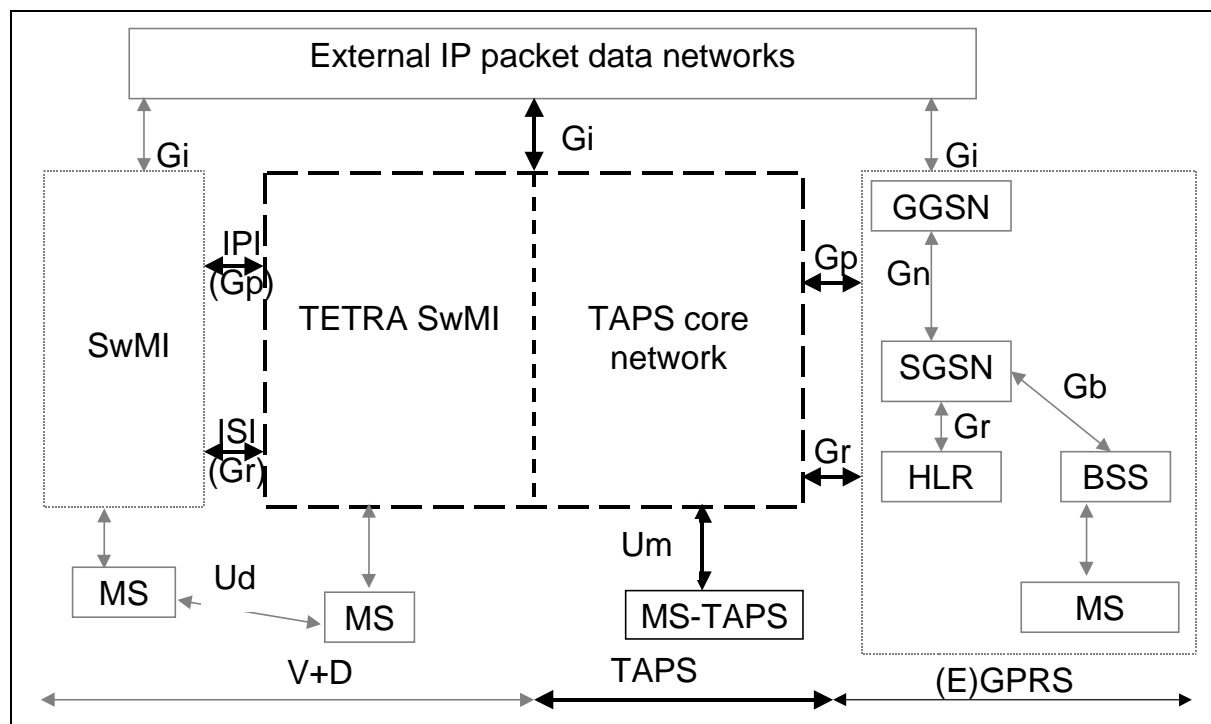 External IP packet data networks
Gi
Gi
Gi
GGSN
IPI
(Gp)
Gp
Gn
SwMI
TETRA SwMI
TAPS core
network
SGSN
Gb
ISI
(Gr)
Gr
Gr
HLR
BSS
Um
MS
Ud
MS
MS-TAPS
MS
V+D
TAPS
(E)GPRS